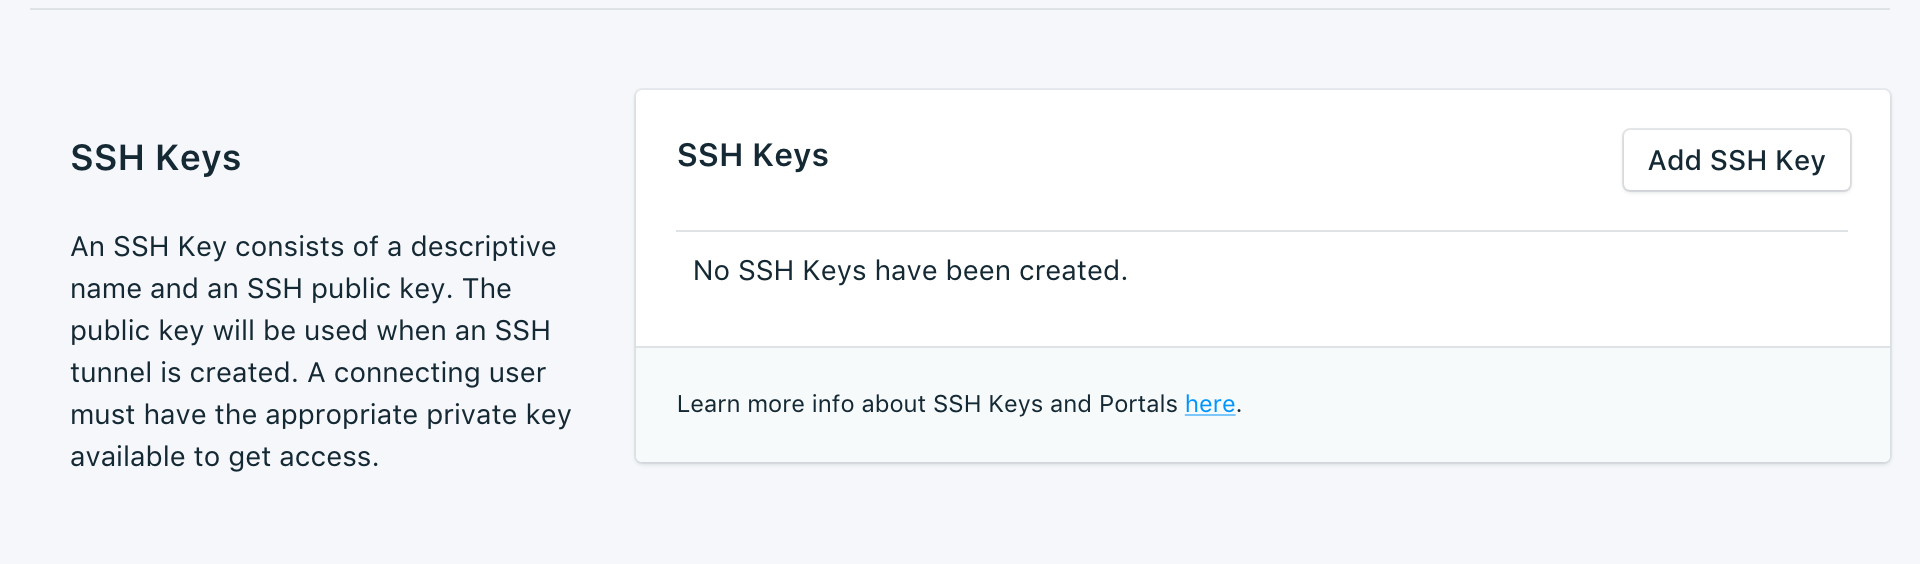 SSH Keys
An SSH Key consists of a descriptive
name and an SSH public key. The
public key will be used when an SSH
tunnel is created. A connecting user
must have the appropriate private key
available to get access.
SSH Keys
Add SSH Key
No SSH Keys have been created.
Learn more info about SSH Keys and Portals here.